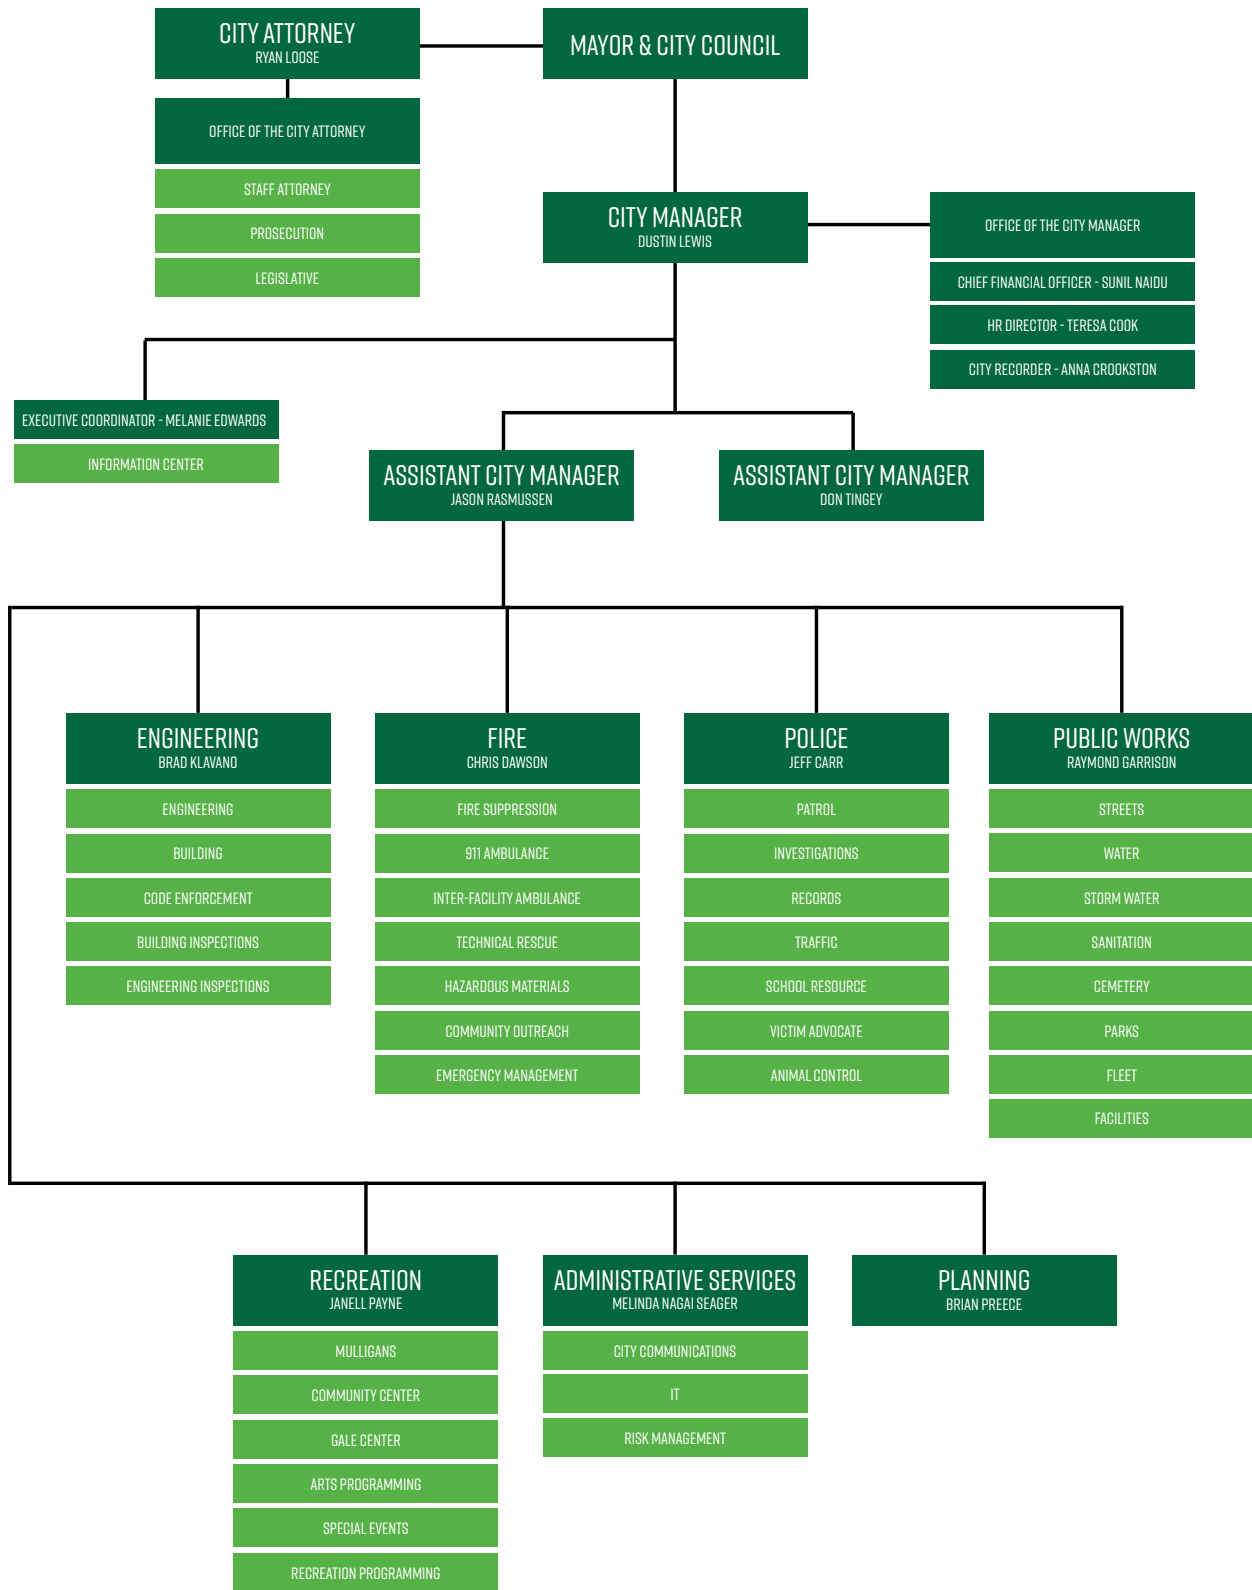 CITY ATTORNEY
RYAN LOOSE
MAYOR & CITY COUNCIL
OFFICE OF THE CITY ATTORNEY
STAFF ATTORNEY
PROSECUTION
LEGISLATIVE
CITY MANAGER
DUSTIN LEWIS
OFFICE OF THE CITY MANAGER
CHIEF FINANCIAL OFFICER - SUNIL NAIDU
HR DIRECTOR - TERESA COOK
CITY RECORDER - ANNA CROOKSTON
EXECUTIVE COORDINATOR - MELANIE EDWARDS
INFORMATION CENTER
ASSISTANT CITY MANAGER
JASON RASMUSSEN
ASSISTANT CITY MANAGER
DON TINGEY
ENGINEERING
BRAD KLAVANO
ENGINEERING
BUILDING
CODE ENFORCEMENT
BUILDING INSPECTIONS
ENGINEERING INSPECTIONS
FIRE
CHRIS DAWSON
FIRE SUPPRESSION
911 AMBULANCE
INTER-FACILITY AMBULANCE
TECHNICAL RESCUE
HAZARDOUS MATERIALS
COMMUNITY OUTREACH
EMERGENCY MANAGEMENT
POLICE
JEFF CARR
PATROL
INVESTIGATIONS
RECORDS
TRAFFIC
SCHOOL RESOURCE
VICTIM ADVOCATE
ANIMAL CONTROL
PUBLIC WORKS
RAYMOND GARRISON
STREETS
WATER
STORM WATER
SANITATION
CEMETERY
PARKS
FLEET
FACILITIES
RECREATION
JANELL PAYNE
MULLIGANS
COMMUNITY CENTER
GALE CENTER
ARTS PROGRAMMING
SPECIAL EVENTS
RECREATION PROGRAMMING
ADMINISTRATIVE SERVICES
MELINDA NAGAI SEAGER
CITY COMMUNICATIONS
IT
RISK MANAGEMENT
PLANNING
BRIAN PREECE